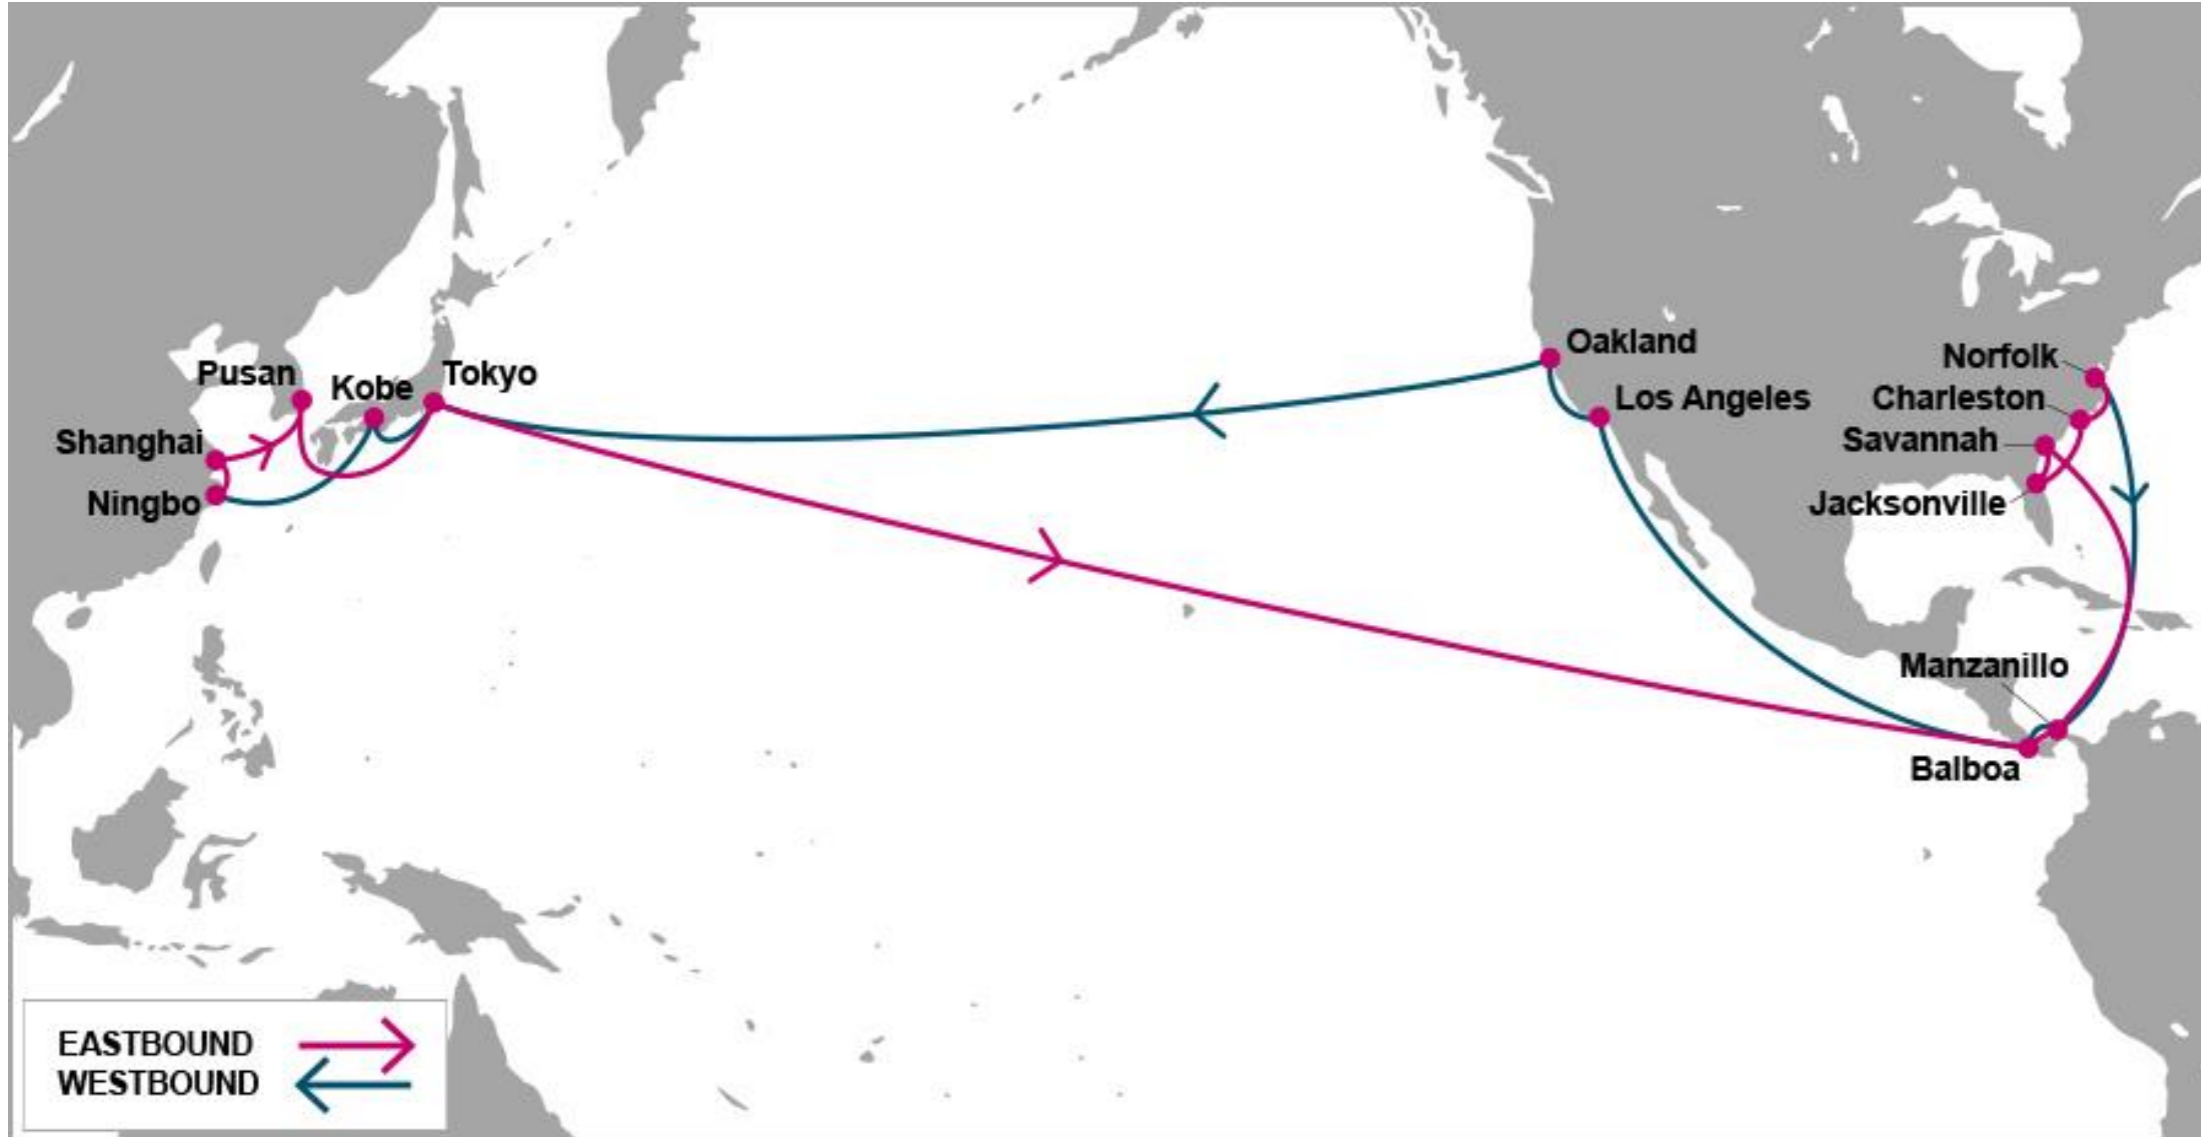 Oakland
Norfolk
Pusan
Kobe
Tokyo
Los Angeles
Charleston
Shanghai
Savannah
Ningbo
Jacksonville
Manzanillo
Balboa
EASTBOUND
WESTBOUND